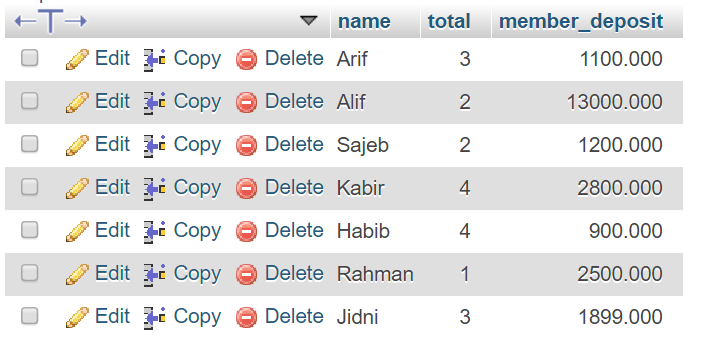 name total member_deposit
Edit Copy Delete Arif 3 1100.000
Edit Copy Delete Alif 2 13000.000
Edit Copy Delete Sajeb 2 1200.000
Edit Copy Delete Kabir 4 2800.000
Edit Copy Delete Habib 4 900.000
Edit Copy Delete Rahman 1 2500.000
Edit Copy Delete Jidni 3 1899.000